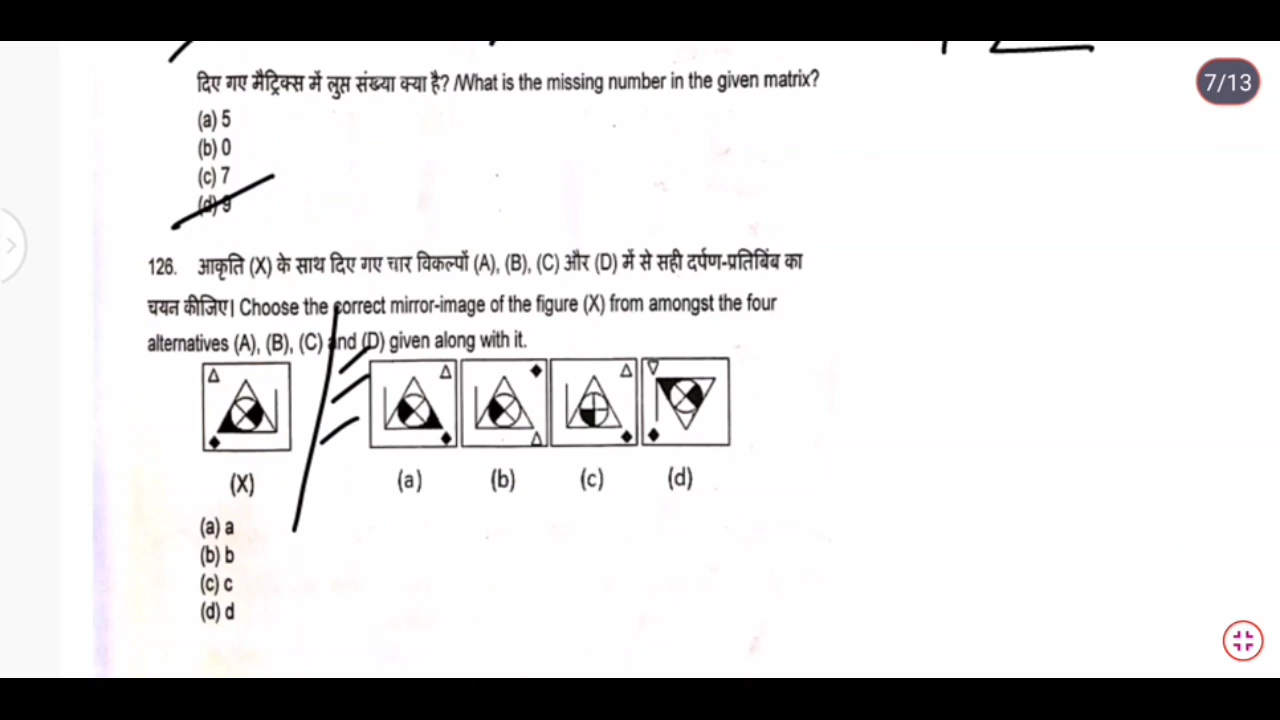 दिए गए मैट्रिक्स में लुप्त संख्या क्या है? /What is the missing number in the given matrix?
7/13
(a) 5
(b) 0
(c) 7
(d) 9
126. आकृति (X) के साथ दिए गए चार विकल्पों (A), (B), (C) और (D) में से सही दर्पण-प्रतिबिंब का
चयन कीजिए। Choose the correct mirror-image of the figure (X) from amongst the four
alternatives (A), (B), (C) and (D) given along with it.
(X) (a) (b) (c) (d)
(a) a
(b) b
(c) c
(d) d